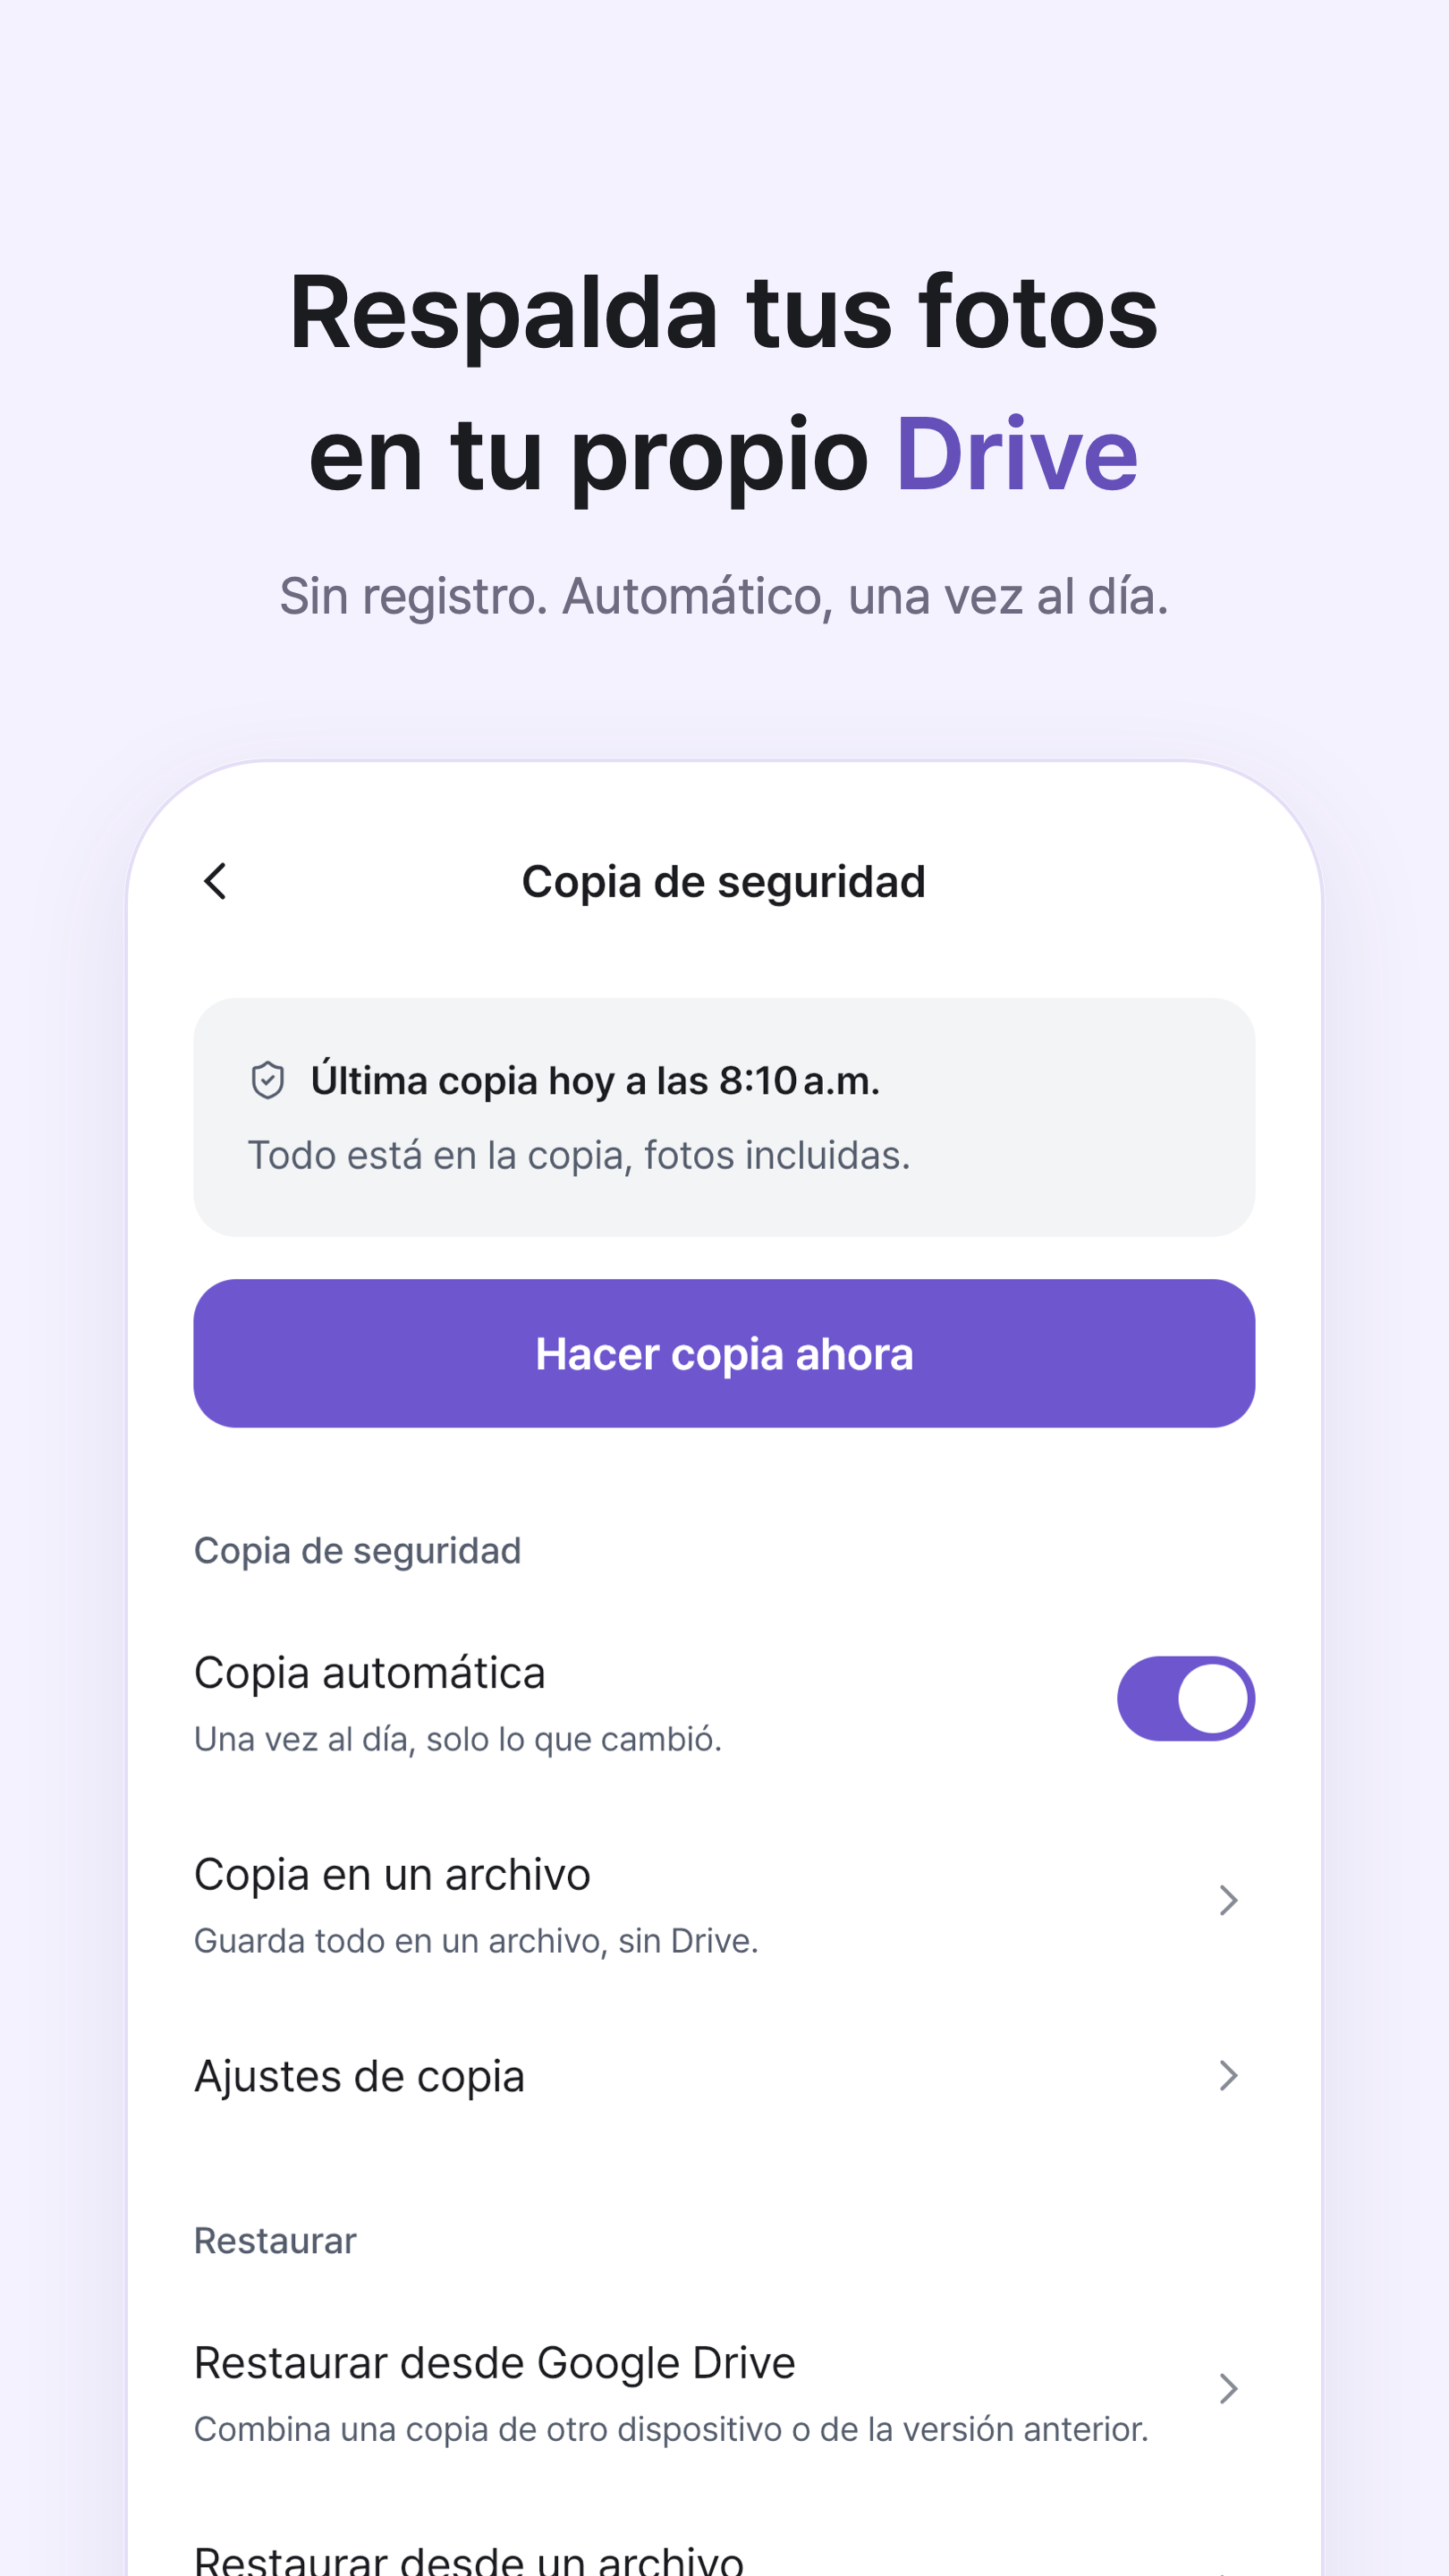 Respalda tus fotos
en tu propio Drive
Sin registro. Automático, una vez al día.
Copia de seguridad
Última copia hoy a las 8:10 a.m.
Todo está en la copia, fotos incluidas.
Hacer copia ahora
Copia de seguridad
Copia automática
Una vez al día, solo lo que cambió.
Copia en un archivo
Guarda todo en un archivo, sin Drive.
Ajustes de copia
Restaurar
Restaurar desde Google Drive
Combina una copia de otro dispositivo o de la versión anterior.
Restaurar desde un archivo